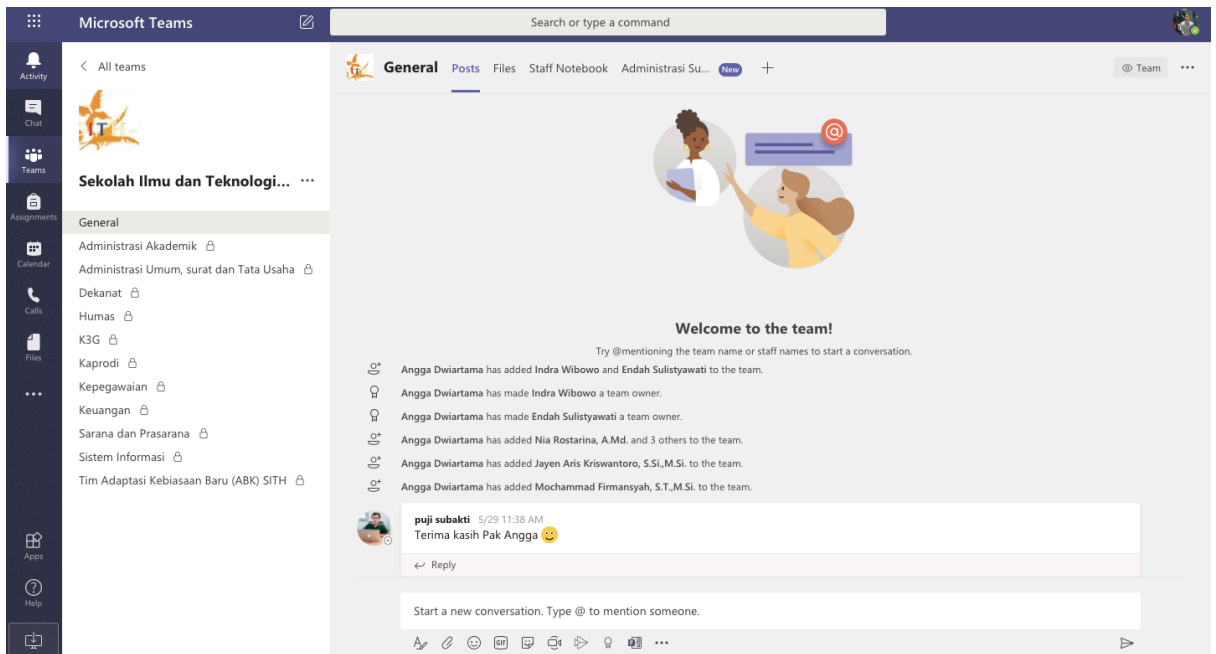 Microsoft Teams
Search or type a command
Activity
Chat
Teams
Assignments
Calendar
Calls
Files
Apps
Help
All teams
IT
Sekolah Ilmu dan Teknologi... ...
General
Administrasi Akademik
Administrasi Umum, surat dan Tata Usaha
Dekanat
Humas
K3G
Kaprodi
Kepegawaian
Keuangan
Sarana dan Prasarana
Sistem Informasi
Tim Adaptasi Kebiasaan Baru (ABK) SITH
General Posts Files Staff Notebook Administrasi Su... New +
Team ...
@
Welcome to the team!
Try @mentioning the team name or staff names to start a conversation.
Angga Dwiartama has added Indra Wibowo and Endah Sulistyawati to the team.
Angga Dwiartama has made Indra Wibowo a team owner.
Angga Dwiartama has made Endah Sulistyawati a team owner.
Angga Dwiartama has added Nia Rostarina, A.Md. and 3 others to the team.
Angga Dwiartama has added Jayen Aris Kriswantoro, S.Si.,M.Si. to the team.
Angga Dwiartama has added Mochammad Firmansyah, S.T.,M.Si. to the team.
puji subakti 5/29 11:38 AM
Terima kasih Pak Angga 🙂
Reply
Start a new conversation. Type @ to mention someone.
GIF